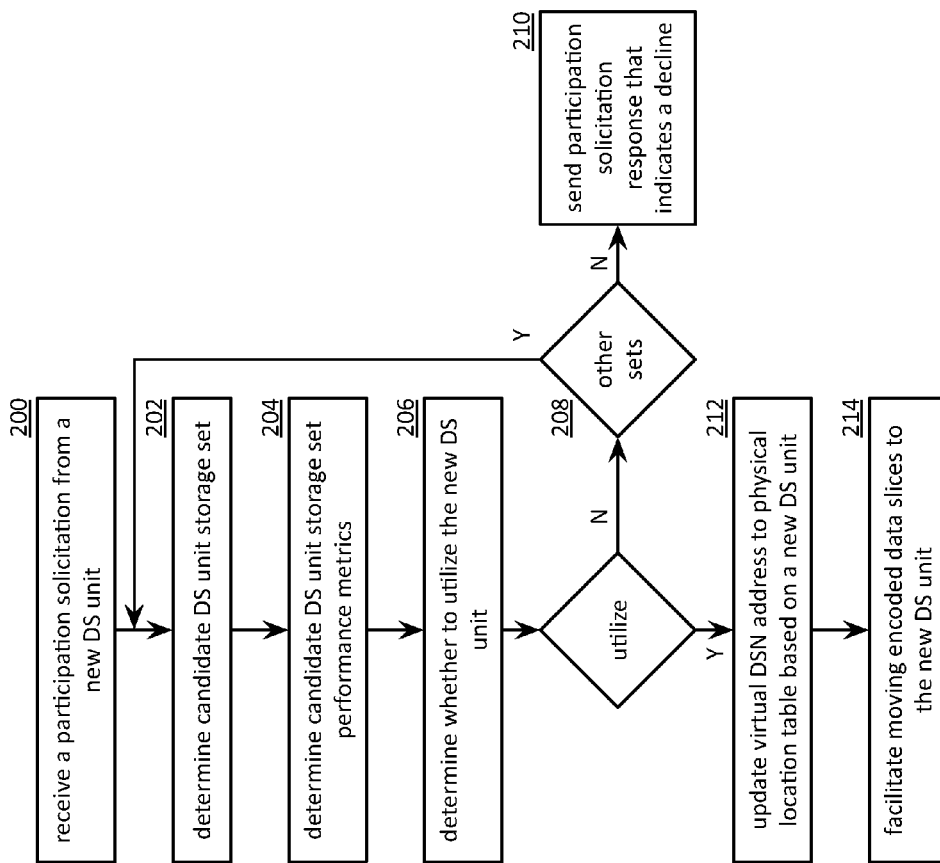 200
receive a participation solicitation from a
new DS unit
202
determine candidate DS unit storage set
204
determine candidate DS unit storage set
performance metrics
206
determine whether to utilize the new DS
unit
utilize
N
Y
208
other
sets
Y
N
210
send participation
solicitation
response that
indicates a decline
212
update virtual DSN address to physical
location table based on a new DS unit
214
facilitate moving encoded data slices to
the new DS unit